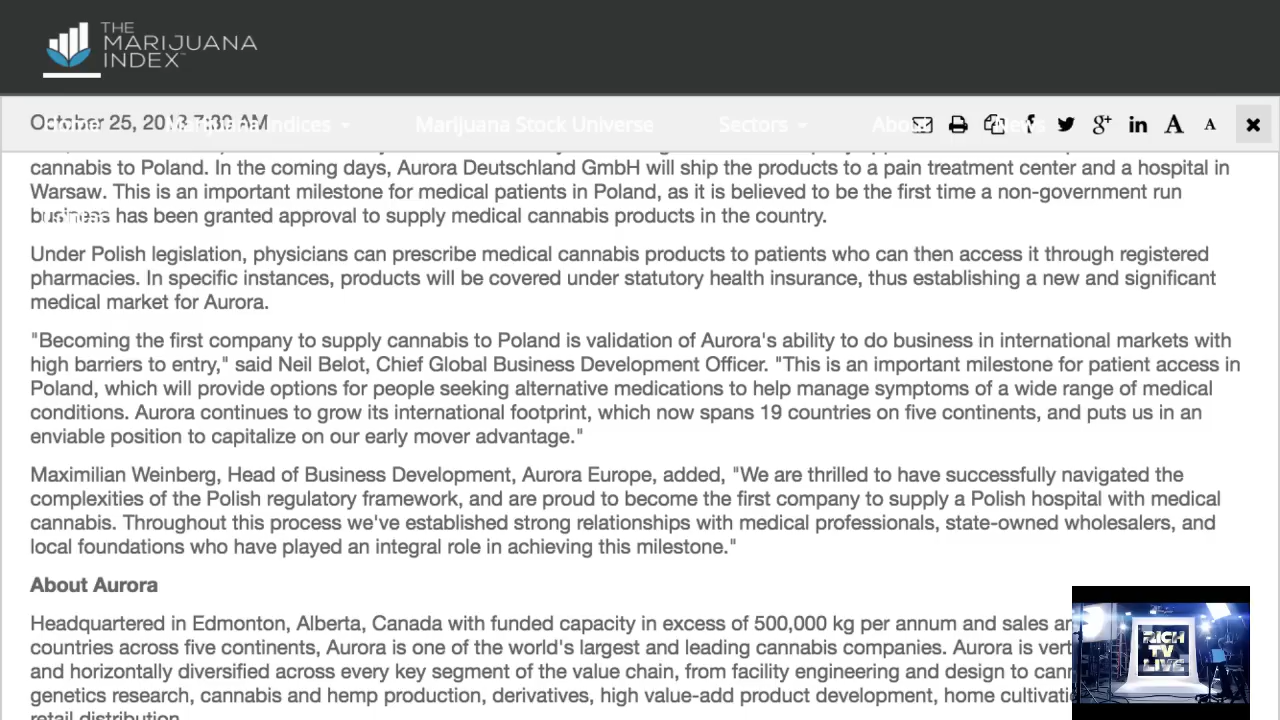 THE
MARIJUANA
INDEX™
Home Marijuana Indices Marijuana Stock Universe Sectors About News
October 25, 2018 7:30 AM
cannabis to Poland. In the coming days, Aurora Deutschland GmbH will ship the products to a pain treatment center and a hospital in
Warsaw. This is an important milestone for medical patients in Poland, as it is believed to be the first time a non-government run
business has been granted approval to supply medical cannabis products in the country.
Under Polish legislation, physicians can prescribe medical cannabis products to patients who can then access it through registered
pharmacies. In specific instances, products will be covered under statutory health insurance, thus establishing a new and significant
medical market for Aurora.
"Becoming the first company to supply cannabis to Poland is validation of Aurora's ability to do business in international markets with
high barriers to entry," said Neil Belot, Chief Global Business Development Officer. "This is an important milestone for patient access in
Poland, which will provide options for people seeking alternative medications to help manage symptoms of a wide range of medical
conditions. Aurora continues to grow its international footprint, which now spans 19 countries on five continents, and puts us in an
enviable position to capitalize on our early mover advantage."
Maximilian Weinberg, Head of Business Development, Aurora Europe, added, "We are thrilled to have successfully navigated the
complexities of the Polish regulatory framework, and are proud to become the first company to supply a Polish hospital with medical
cannabis. Throughout this process we've established strong relationships with medical professionals, state-owned wholesalers, and
local foundations who have played an integral role in achieving this milestone."
About Aurora
Headquartered in Edmonton, Alberta, Canada with funded capacity in excess of 500,000 kg per annum and sales
countries across five continents, Aurora is one of the world's largest and leading cannabis companies. Aurora is
and horizontally diversified across every key segment of the value chain, from facility engineering and design to
genetics research, cannabis and hemp production, derivatives, high value-add product development, home
retail distribution
RICH
TV
LIVE